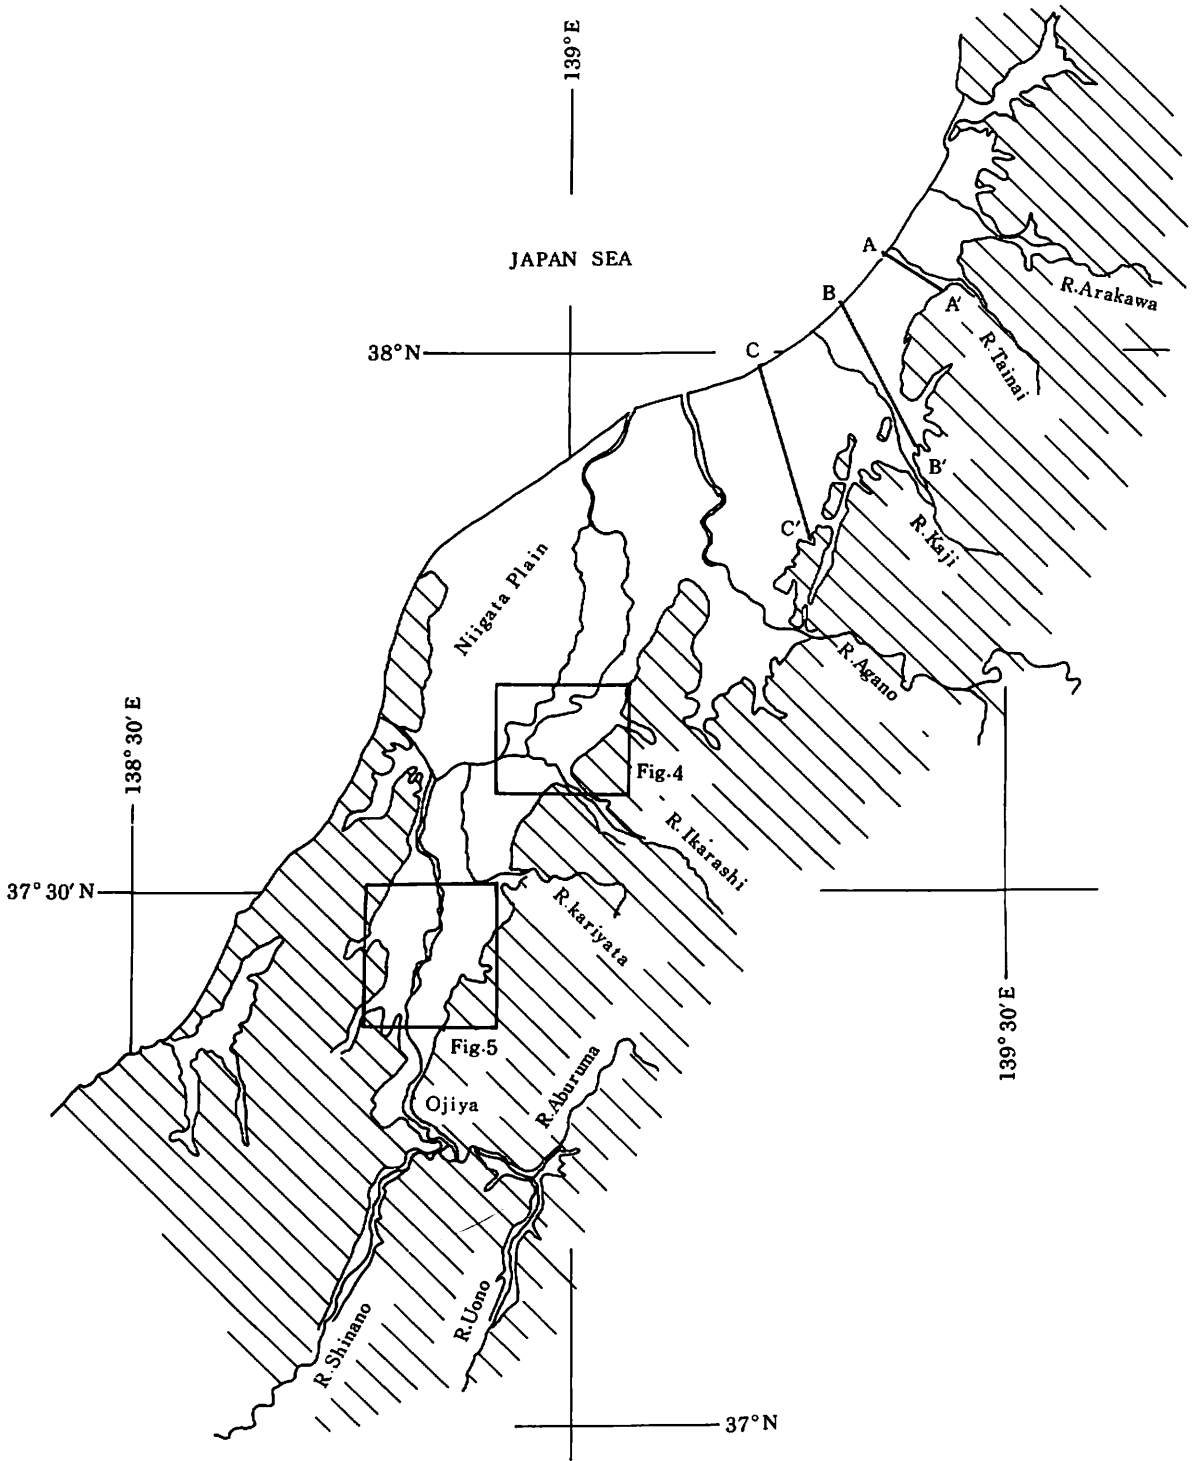 139°E
JAPAN SEA
A
B
38°N
C
A'
R.Arakawa
R.Tainai
B'
C'
R.Kaji
Niigata Plain
R.Agano
138° 30' E
Fig.4
R.Ikarashi
37° 30' N
R.kariyata
139° 30' E
Fig.5
R.Aburuma
Ojiya
R.Uono
R.Shinano
37°N